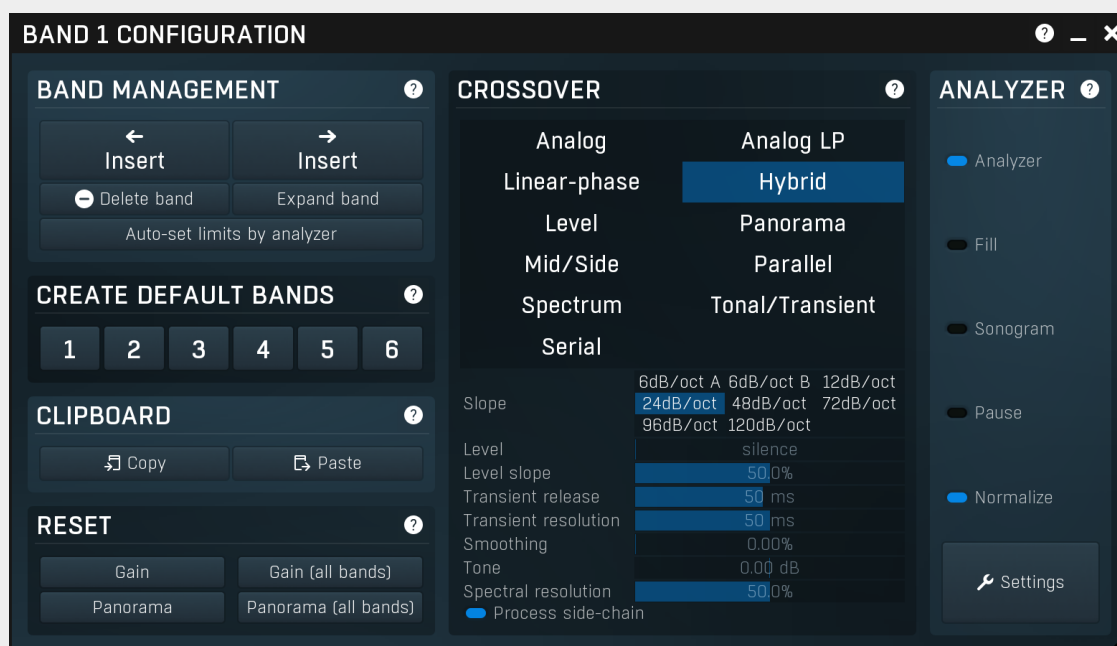 BAND 1 CONFIGURATION ?
BAND MANAGEMENT ?
Insert Insert
Delete band Expand band
Auto-set limits by analyzer
CREATE DEFAULT BANDS ?
1 2 3 4 5 6
CLIPBOARD ?
Copy Paste
RESET ?
Gain Gain (all bands)
Panorama Panorama (all bands)
CROSSOVER ?
Analog Analog LP
Linear-phase Hybrid
Level Panorama
Mid/Side Parallel
Spectrum Tonal/Transient
Serial
6dB/oct A 6dB/oct B 12dB/oct
Slope 24dB/oct 48dB/oct 72dB/oct
96dB/oct 120dB/oct
Level silence
Level slope 50.0%
Transient release 50 ms
Transient resolution 50 ms
Smoothing 0.00%
Tone 0.00 dB
Spectral resolution 50.0%
Process side-chain
ANALYZER ?
Analyzer
Fill
Sonogram
Pause
Normalize
Settings